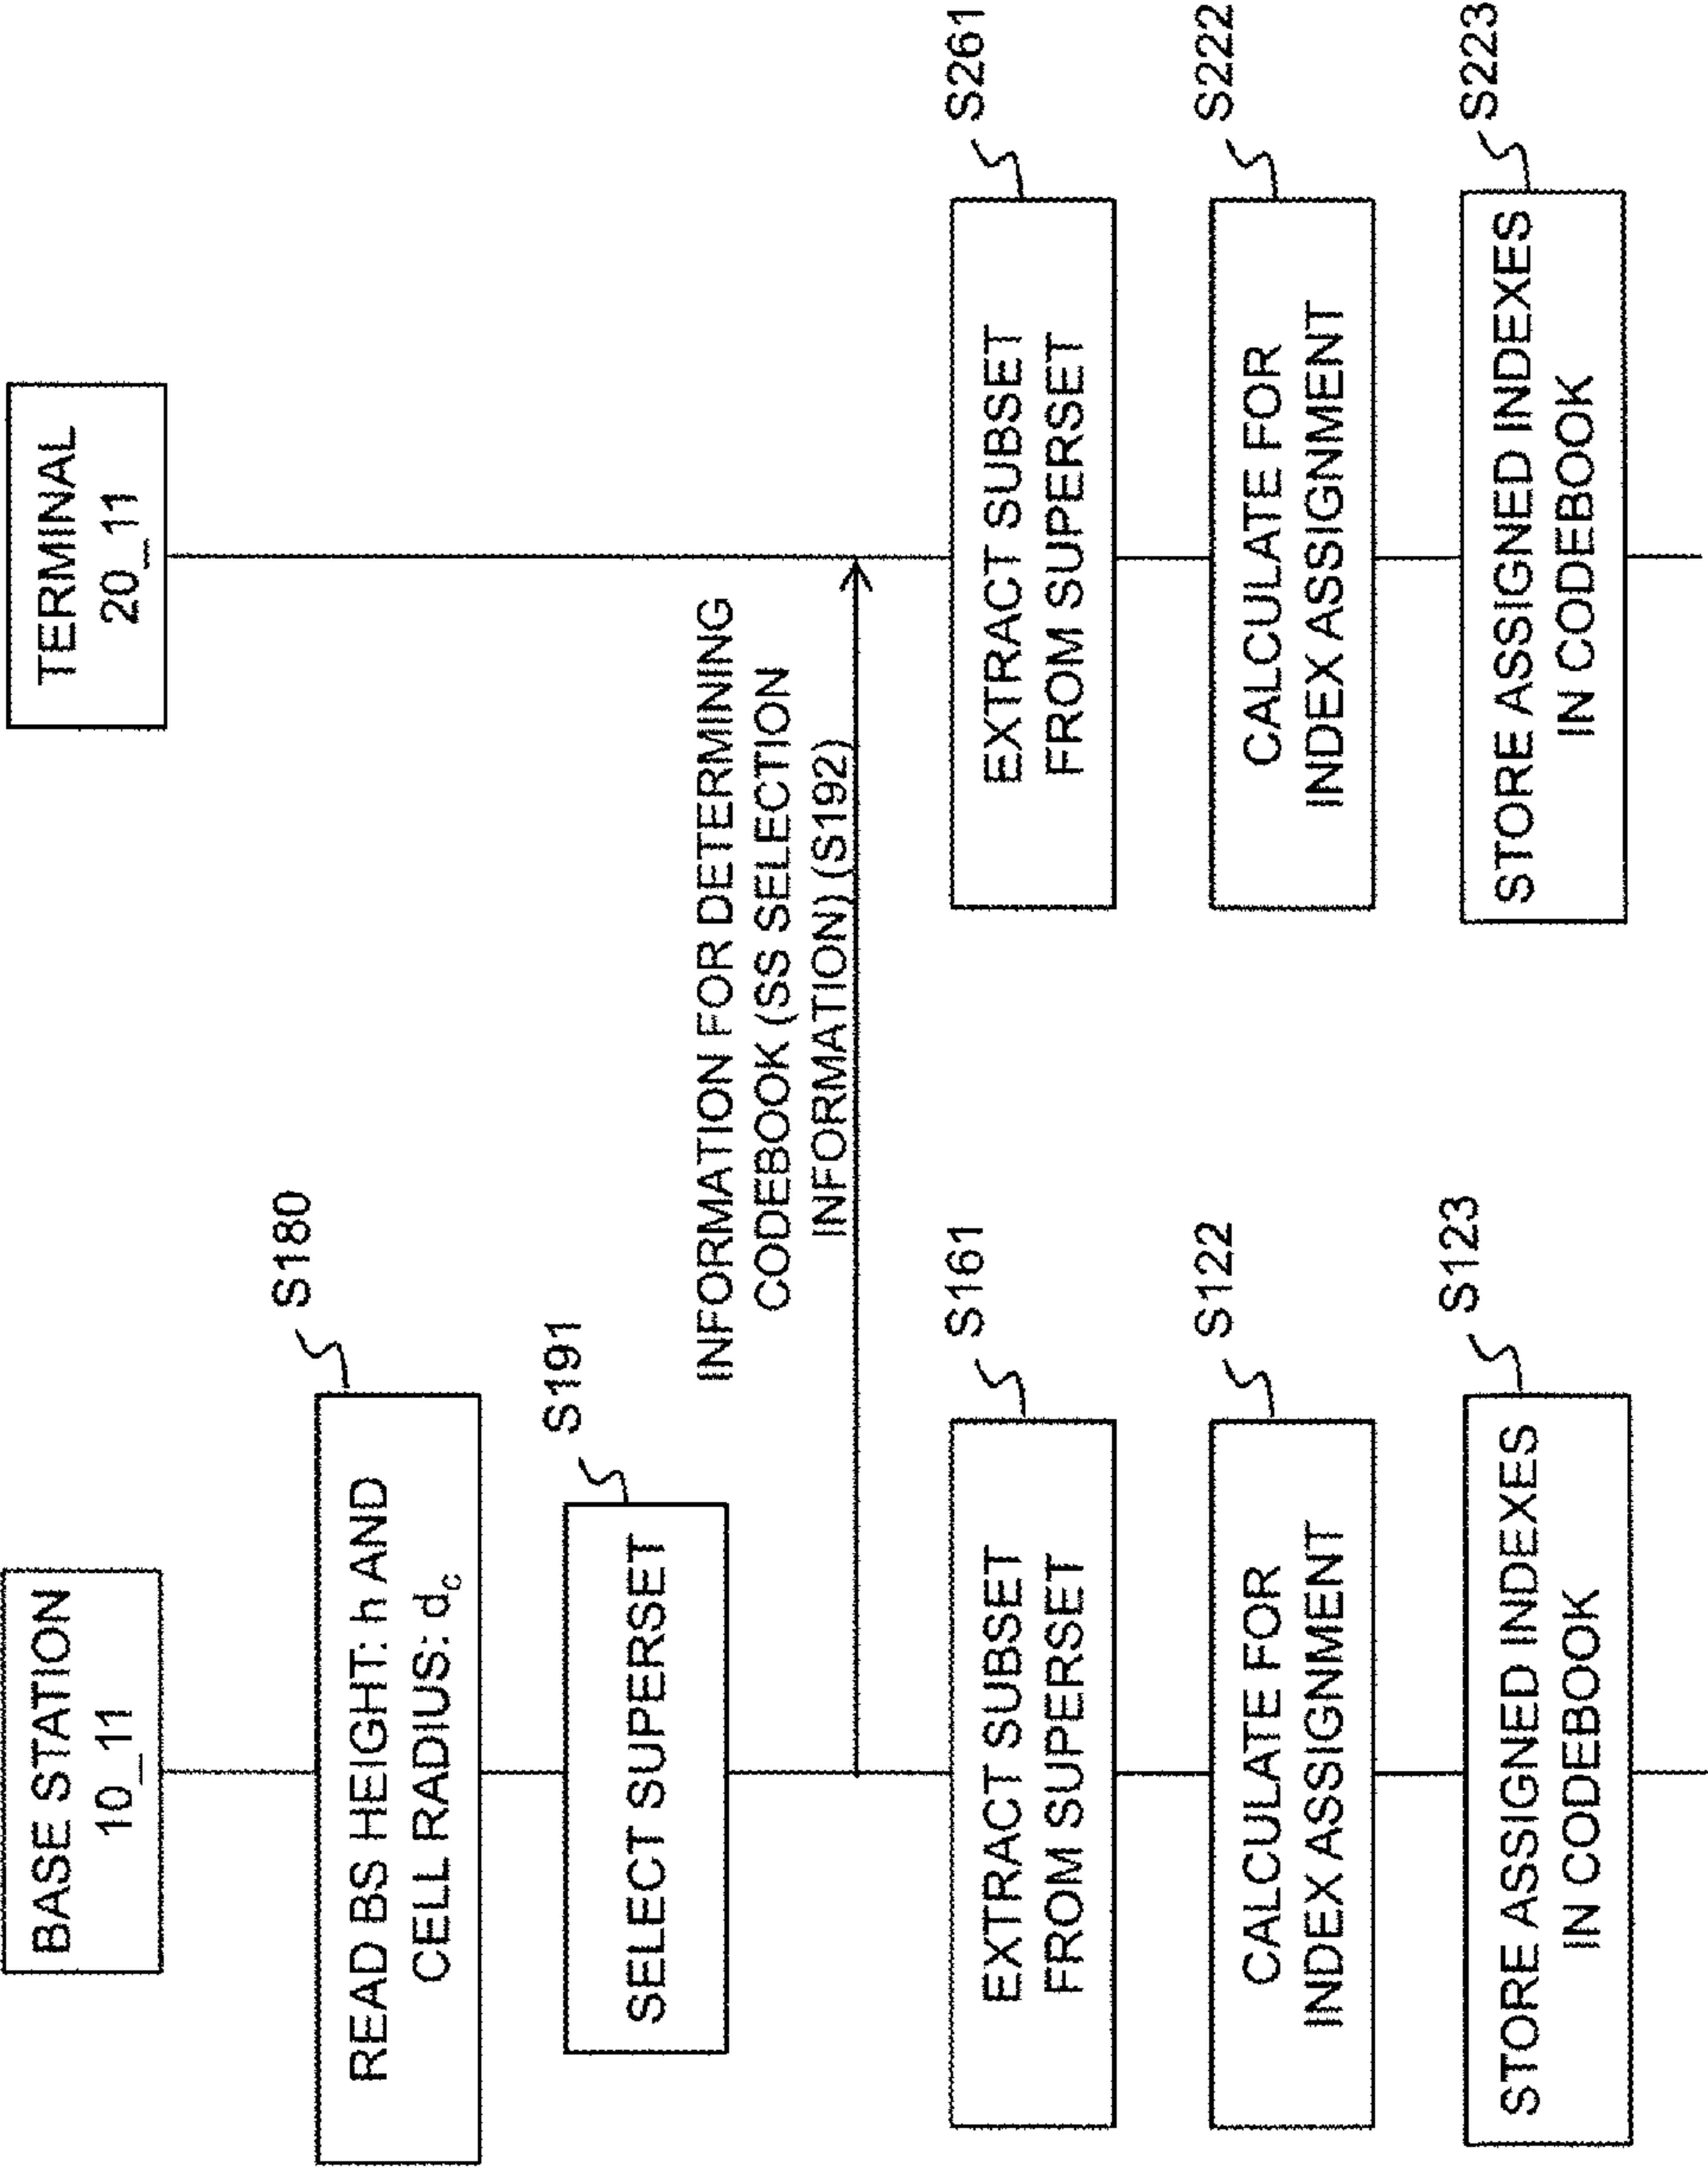 BASE STATION
10_11
TERMINAL
20_11
S180
READ BS HEIGHT: h AND
CELL RADIUS: dc
S191
SELECT SUPERSET
INFORMATION FOR DETERMINING
CODEBOOK (SS SELECTION
INFORMATION) (S192)
S161
EXTRACT SUBSET
FROM SUPERSET
S261
EXTRACT SUBSET
FROM SUPERSET
S122
CALCULATE FOR
INDEX ASSIGNMENT
S222
CALCULATE FOR
INDEX ASSIGNMENT
S123
STORE ASSIGNED INDEXES
IN CODEBOOK
S223
STORE ASSIGNED INDEXES
IN CODEBOOK